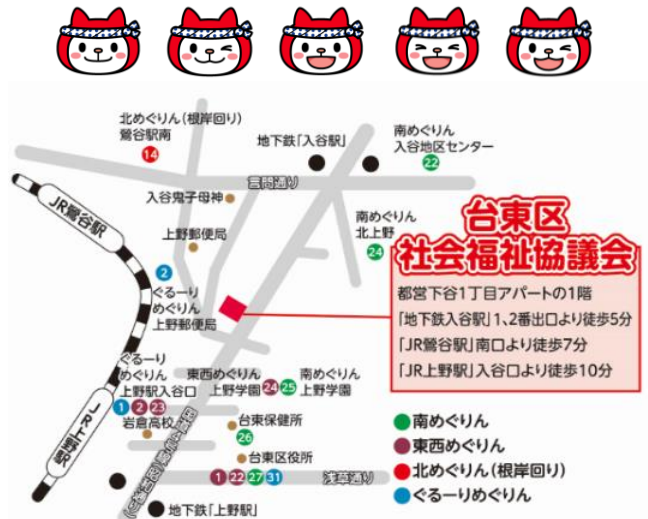 北めぐりん(根岸回り)
鶯谷駅南
14
地下鉄「入谷駅」
南めぐりん
入谷地区センター
22
言問通り
JR鶯谷駅
入谷鬼子母神
上野郵便局
南めぐりん
北上野
24
2
ぐるーり
めぐりん
上野郵便局
台東区
社会福祉協議会
都営下谷1丁目アパートの1階
「地下鉄入谷駅」1、2番出口より徒歩5分
「JR鶯谷駅」南口より徒歩7分
「JR上野駅」入谷口より徒歩10分
ぐるーり
めぐりん
上野駅入谷口
1 2 23
東西めぐりん
上野学園
24
25
南めぐりん
上野学園
JR上野駅
岩倉高校
台東保健所
26
台東区役所
1 22 27 31
浅草通り
地下鉄「上野駅」
南めぐりん
東西めぐりん
北めぐりん(根岸回り)
ぐるーりめぐりん